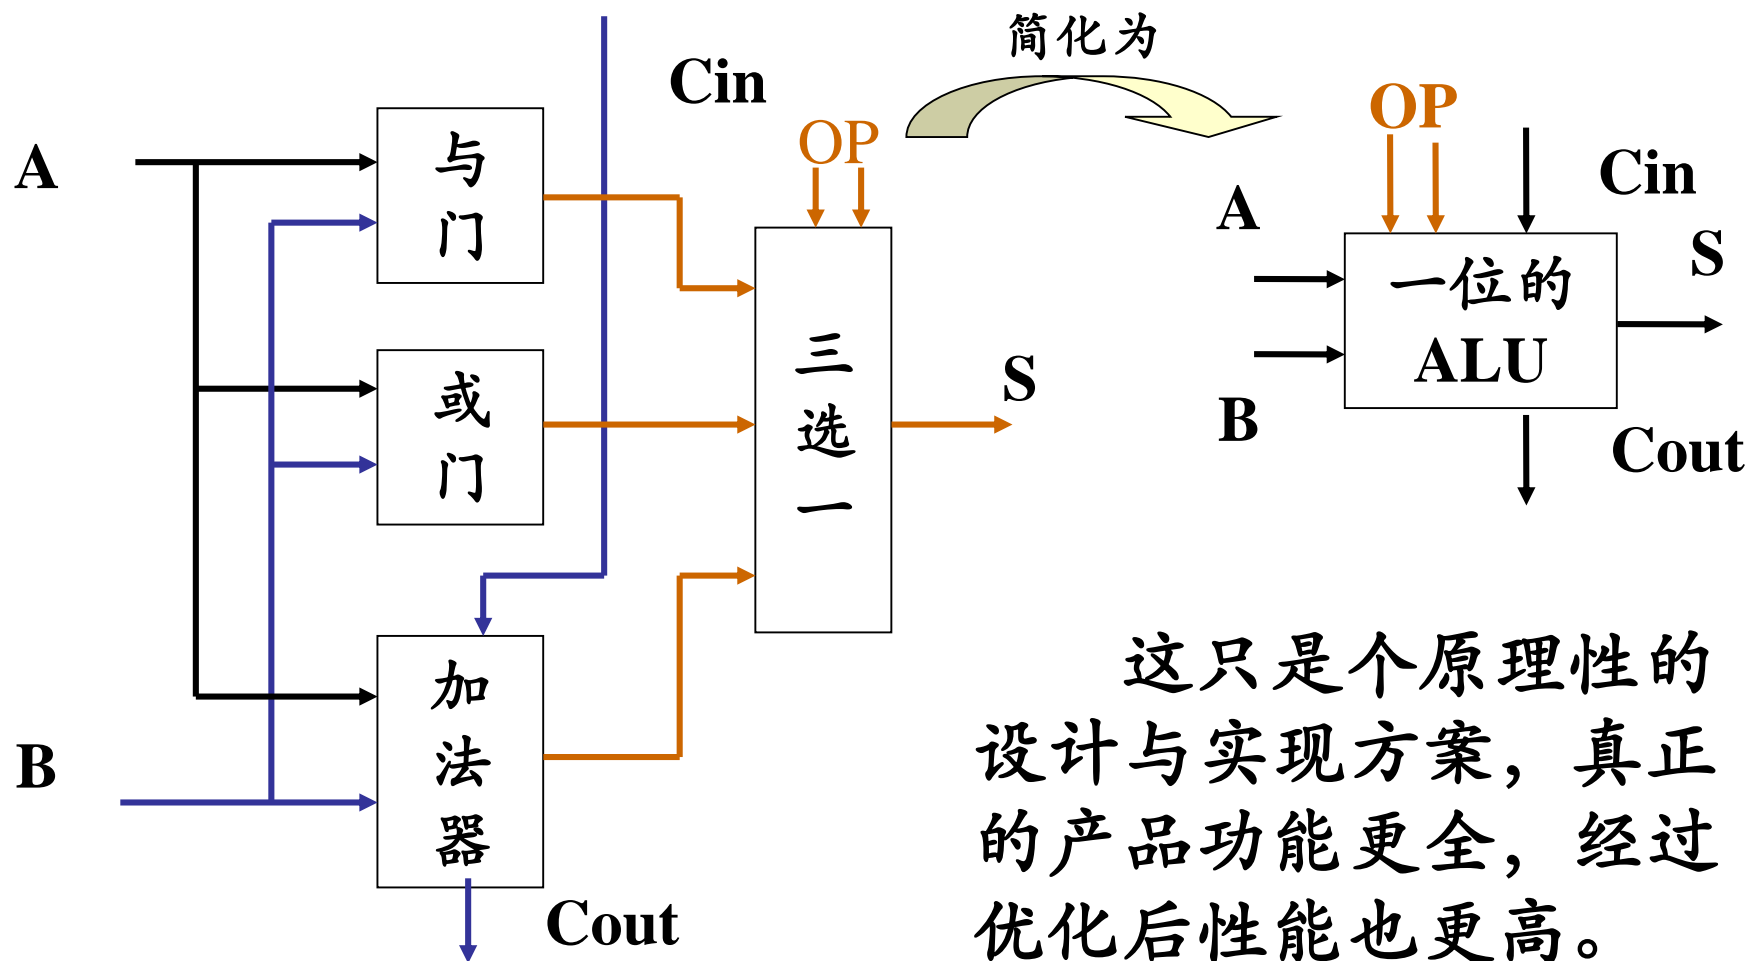 简化为
Cin
OP
A
与门
或门
加法器
B
Cout
三选一
S
OP
Cin
A
B
一位的
ALU
S
Cout
这只是个原理性的
设计与实现方案，真正
的产品功能更全，经过
优化后性能也更高。